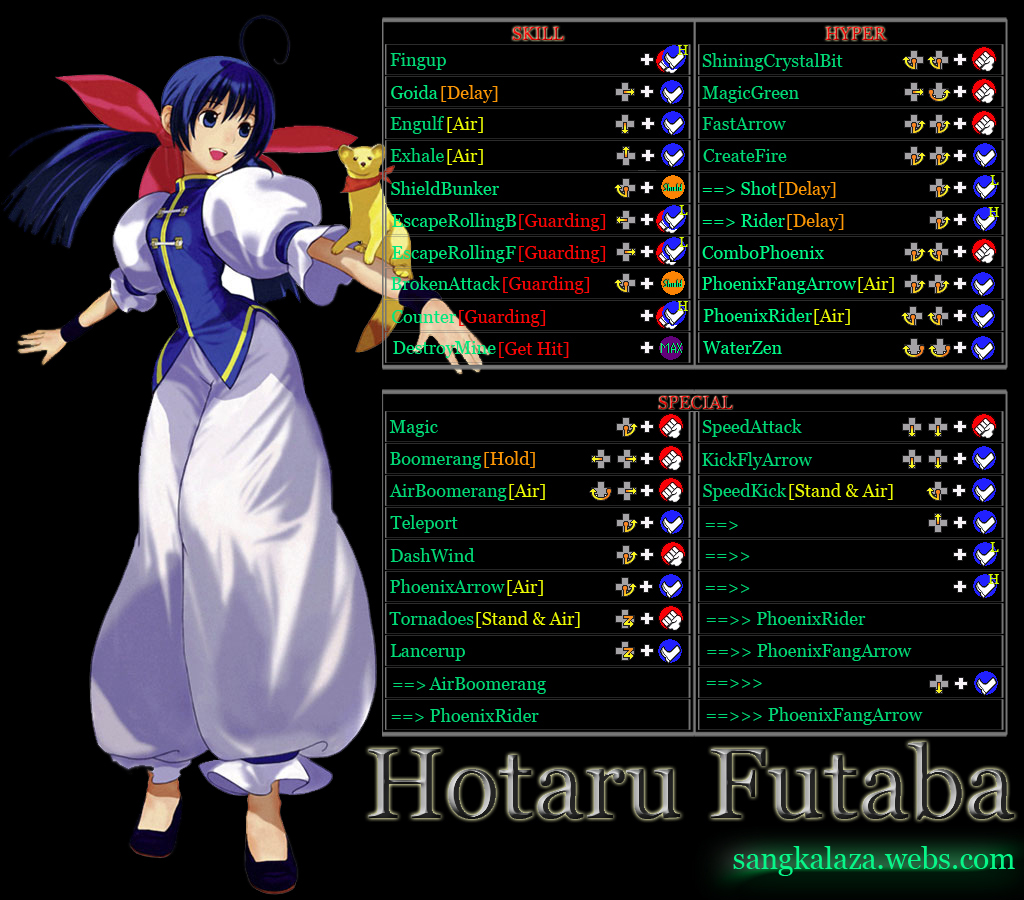 SKILL
Fingup + H
Goida[Delay] +
Engulf[Air] +
Exhale[Air] +
ShieldBunker +
EscapeRollingB[Guarding] + L
EscapeRollingF[Guarding] + L
BrokenAttack[Guarding] +
Counter[Guarding] + H
DestroyMine[Get Hit] + MAX
HYPER
ShiningCrystalBit +
MagicGreen +
FastArrow +
CreateFire +
==> Shot[Delay] + L
==> Rider[Delay] + H
ComboPhoenix +
PhoenixFangArrow[Air] +
PhoenixRider[Air] +
WaterZen +
SPECIAL
Magic +
Boomerang[Hold] +
AirBoomerang[Air] +
Teleport +
DashWind +
PhoenixArrow[Air] +
Tornadoes[Stand & Air] +
Lancerup +
==> AirBoomerang
==> PhoenixRider
SpeedAttack +
KickFlyArrow +
SpeedKick[Stand & Air] +
==> +
==>> + L
==>> + H
==>> PhoenixRider
==>> PhoenixFangArrow
==>>> +
==>>> PhoenixFangArrow
Hotaru Futaba
sangkalaza.webs.com